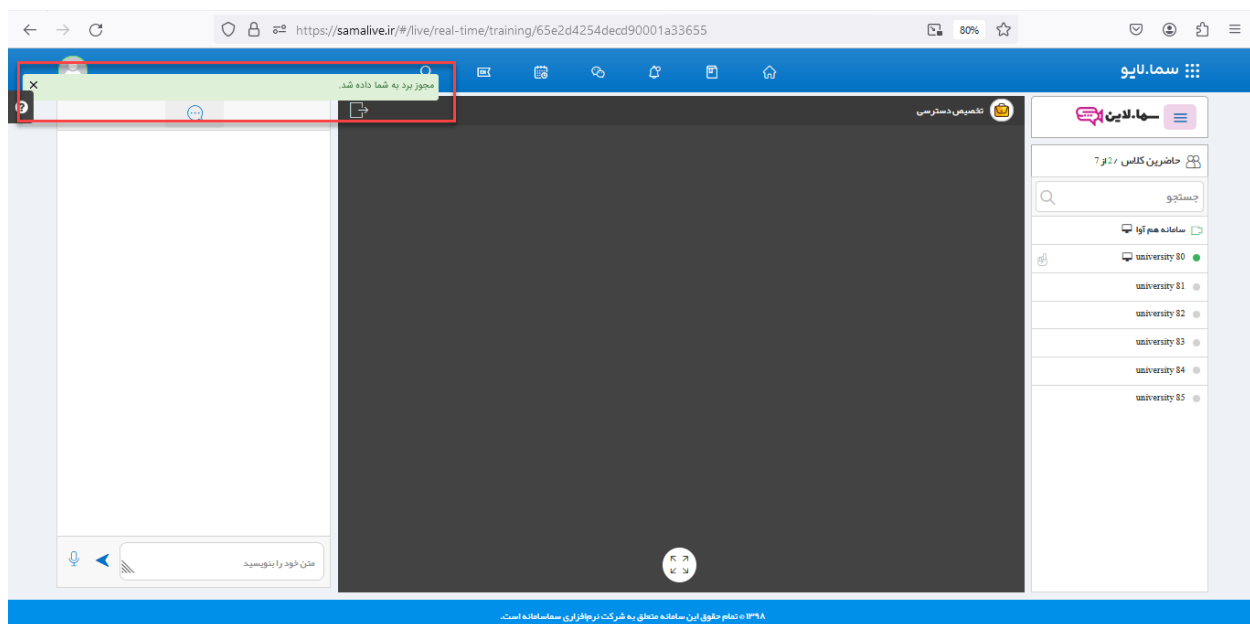 https://samalive.ir/#/live/real-time/training/65e2d4254decd90001a33655
80%
سما.لایو
مجوز برد به شما داده شد.
تخصیص دسترسی
سما.لاین
حاضرین کلاس / 2 از 7
جستجو
سامانه هم آوا
university 80
university 81
university 82
university 83
university 84
university 85
متن خود را بنویسید
۱۳۹۸ © تمام حقوق این سامانه متعلق به شرکت نرم‌افزاری سماسامانه است.